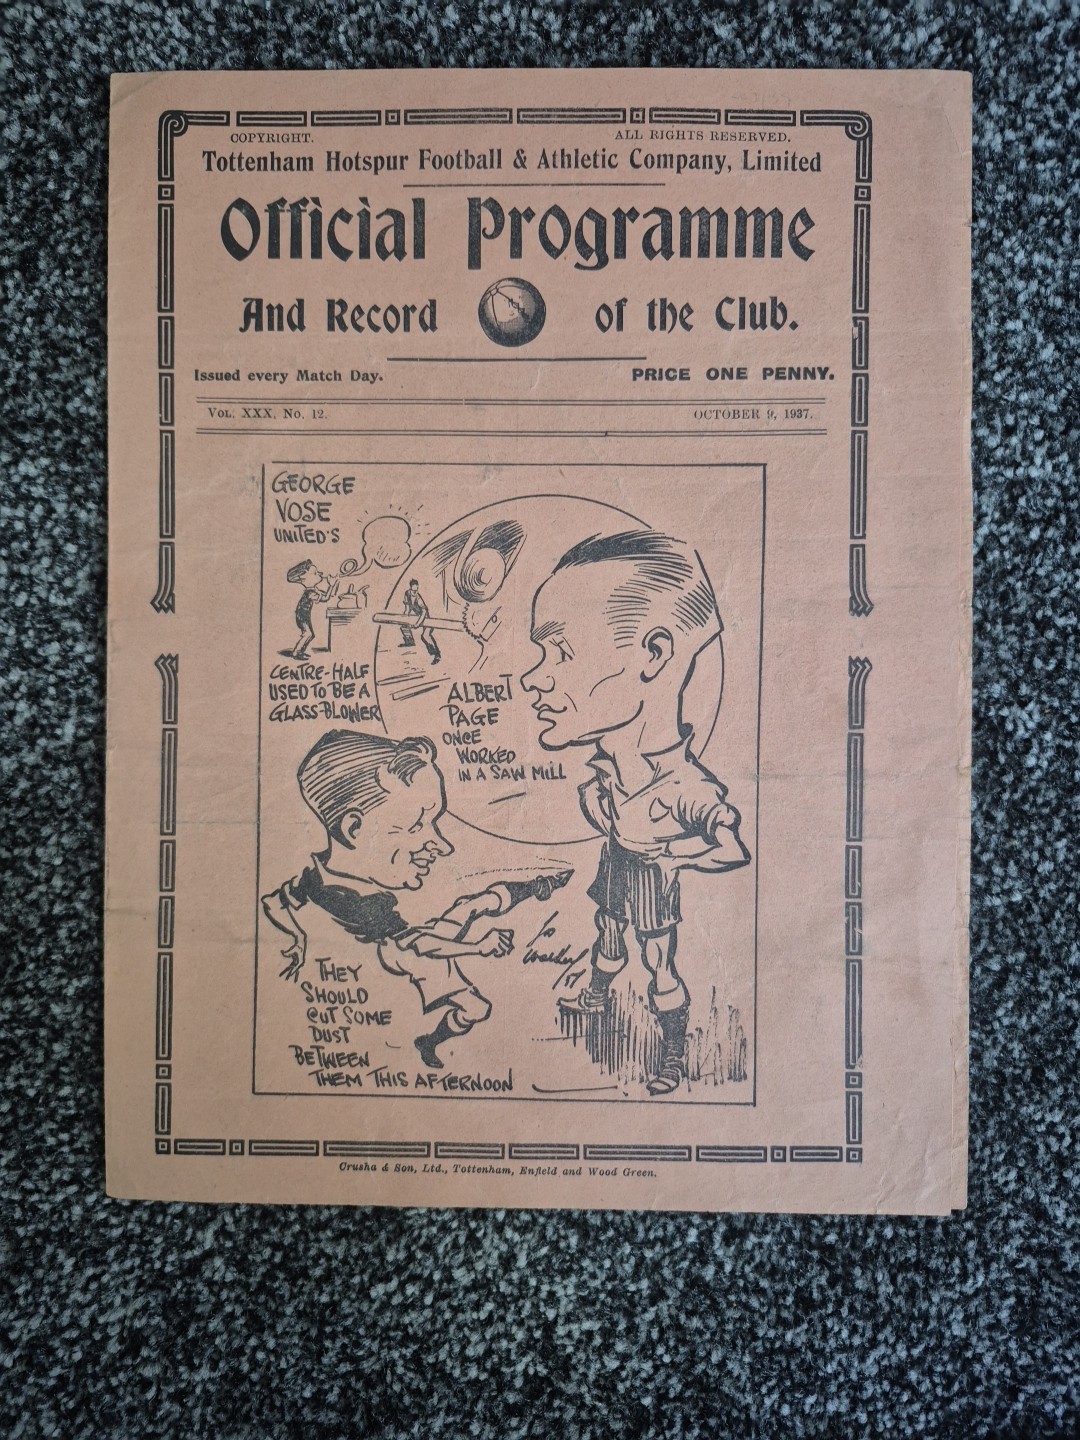 COPYRIGHT. ALL RIGHTS RESERVED.
Tottenham Hotspur Football & Athletic Company, Limited
Official Programme
And Record of the Club.
Issued every Match Day. PRICE ONE PENNY.
VOL. XXX, No. 12. OCTOBER 9, 1937.
GEORGE
VOSE
UNITED'S
CENTRE-HALF
USED TO BE A
GLASS-BLOWER
ALBERT
PAGE
ONCE
WORKED
IN A SAW MILL
THEY
SHOULD
CUT SOME
DUST
BETWEEN
THEM THIS AFTERNOON
Crusha & Son, Ltd., Tottenham, Enfield and Wood Green.